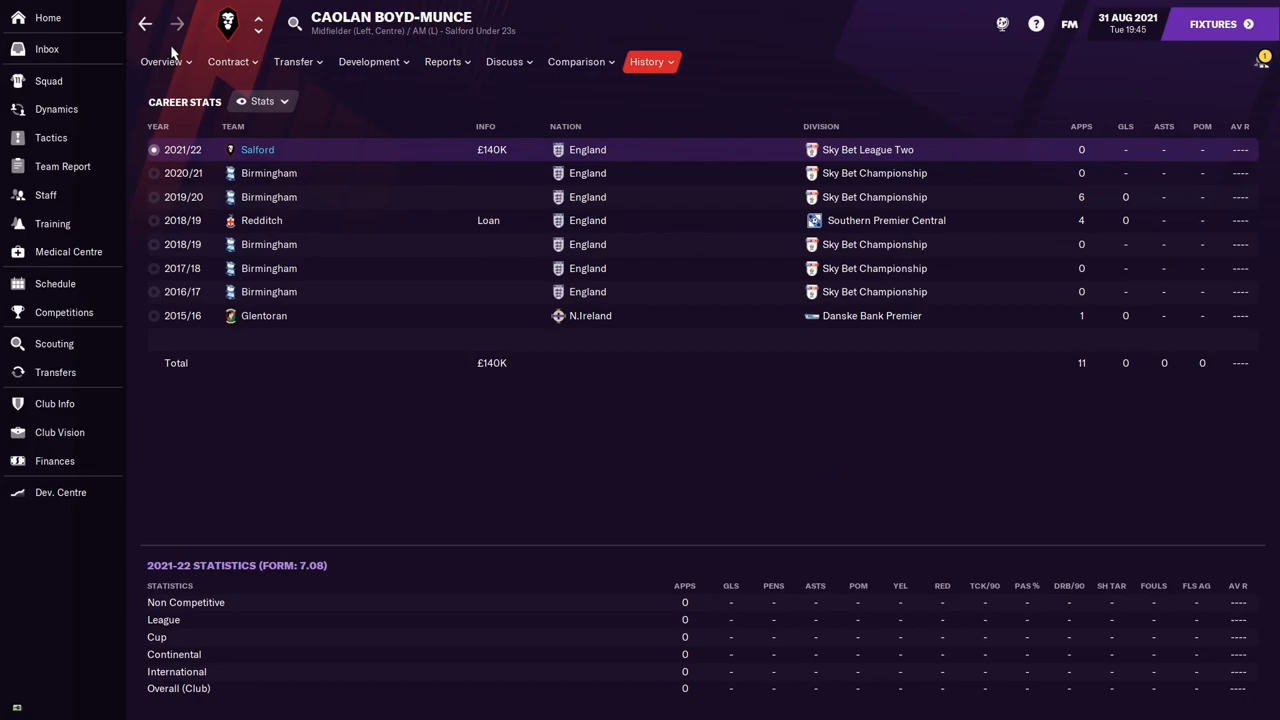 Home
Inbox
Squad
Dynamics
Tactics
Team Report
Staff
Training
Medical Centre
Schedule
Competitions
Scouting
Transfers
Club Info
Club Vision
Finances
Dev. Centre
CAOLAN BOYD-MUNCE
Midfielder (Left, Centre) / AM (L) - Salford Under 23s
FM
31 AUG 2021
Tue 19:45
FIXTURES
1
Overview Contract Transfer Development Reports Discuss Comparison History
CAREER STATS Stats
YEAR TEAM INFO NATION DIVISION APPS GLS ASTS POM AV R
2021/22 Salford £140K England Sky Bet League Two 0 - - - ----
2020/21 Birmingham England Sky Bet Championship 0 - - - ----
2019/20 Birmingham England Sky Bet Championship 6 0 - - ----
2018/19 Redditch Loan England Southern Premier Central 4 0 - - ----
2018/19 Birmingham England Sky Bet Championship 0 - - - ----
2017/18 Birmingham England Sky Bet Championship 0 - - - ----
2016/17 Birmingham England Sky Bet Championship 0 - - - ----
2015/16 Glentoran N.Ireland Danske Bank Premier 1 0 - - ----
Total £140K 11 0 0 0 ----
2021-22 STATISTICS (FORM: 7.08)
STATISTICS APPS GLS PENS ASTS POM YEL RED TCK/90 PAS % DRB/90 SH TAR FOULS FLS AG AV R
Non Competitive 0 - - - - - - - - - - - - ----
League 0 - - - - - - - - - - - - ----
Cup 0 - - - - - - - - - - - - ----
Continental 0 - - - - - - - - - - - - ----
International 0 - - - - - - - - - - - - ----
Overall (Club) 0 - - - - - - - - - - - - ----